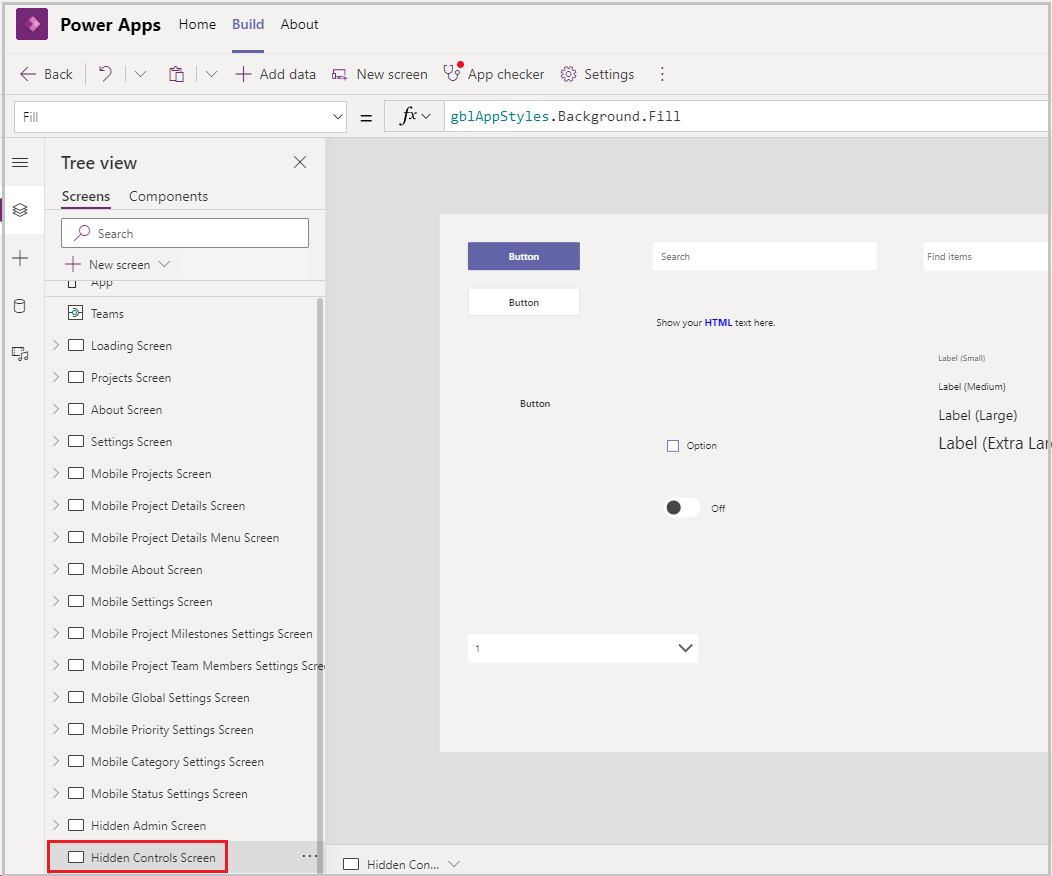 Power Apps Home Build About
Back Add data New screen App checker Settings
Fill = fx gblAppStyles.Background.Fill
Tree view
Screens Components
Search
New screen
App
Teams
Loading Screen
Projects Screen
About Screen
Settings Screen
Mobile Projects Screen
Mobile Project Details Screen
Mobile Project Details Menu Screen
Mobile About Screen
Mobile Settings Screen
Mobile Project Milestones Settings Screen
Mobile Project Team Members Settings Scre
Mobile Global Settings Screen
Mobile Priority Settings Screen
Mobile Category Settings Screen
Mobile Status Settings Screen
Hidden Admin Screen
Hidden Controls Screen ...
Button Search Find items
Button
Show your HTML text here.
Label (Small)
Label (Medium)
Button
Label (Large)
Option Label (Extra Lar
Off
1
Hidden Con...